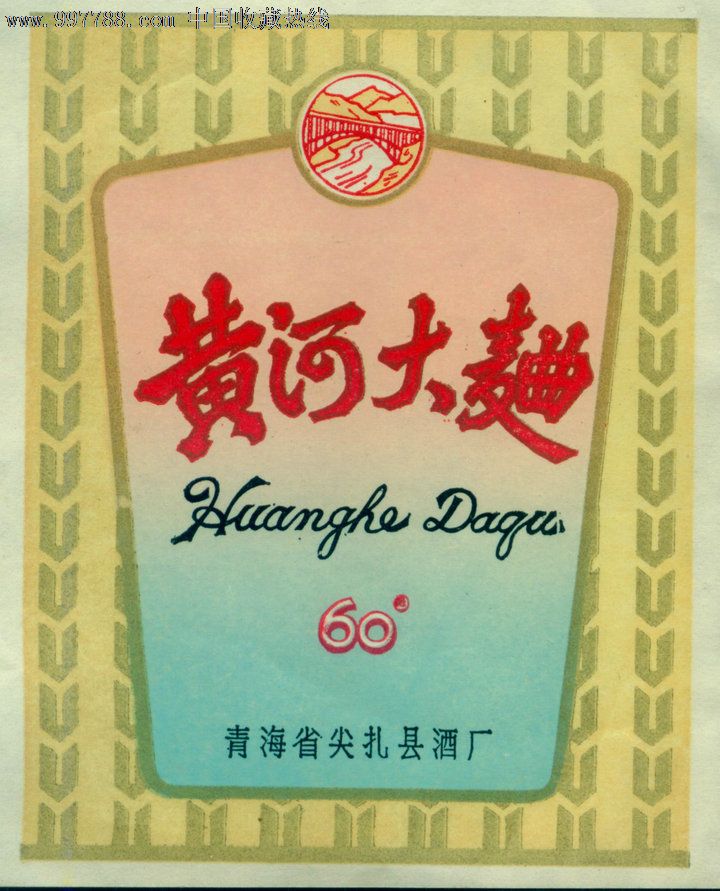 www.997788.com 中国收藏热线
黄河大麯
Huanghe Daqu
60°
青海省尖扎县酒厂